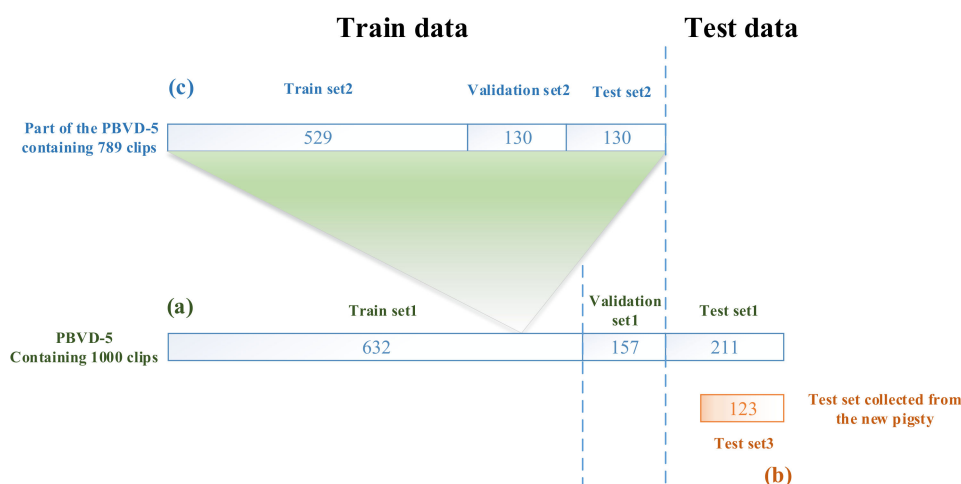 Train data
Test data
(c)
Train set2
Validation set2
Test set2
Part of the PBVD-5
containing 789 clips
529
130
130
(a)
Train set1
Validation
set1
Test set1
PBVD-5
Containing 1000 clips
632
157
211
123
Test set collected from
the new pigsty
Test set3
(b)